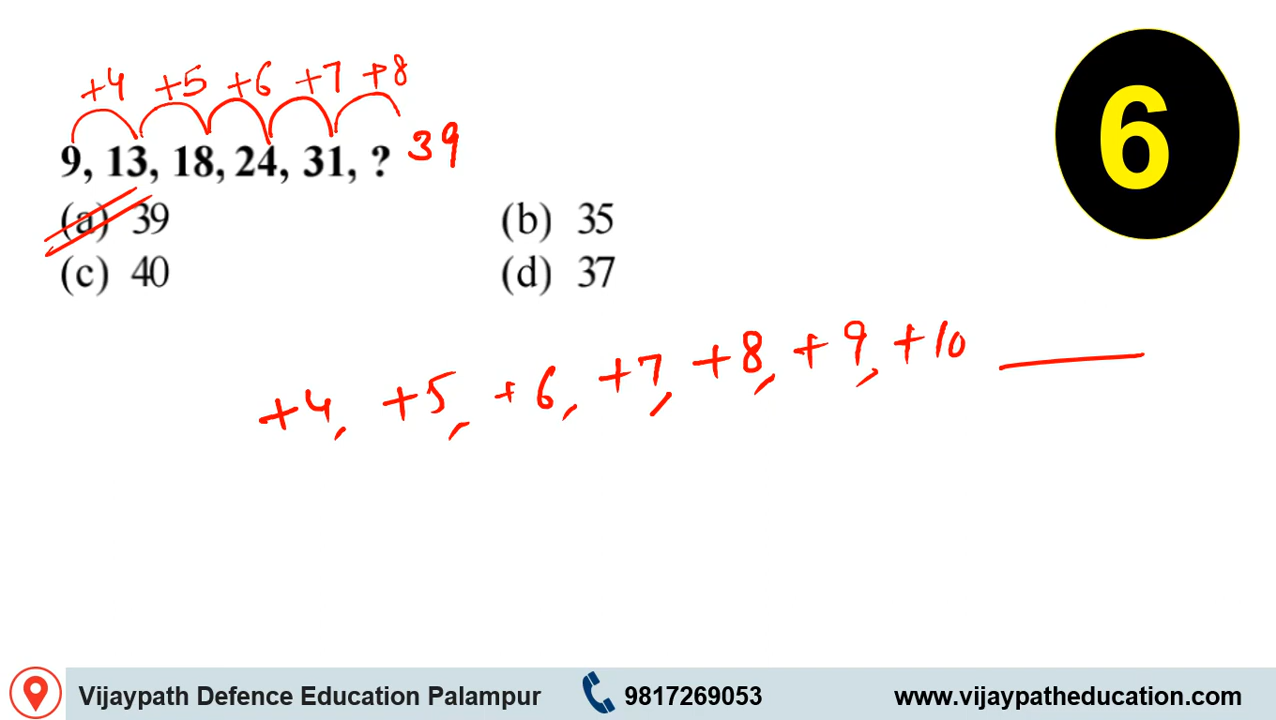 +4 +5 +6 +7 +8
6
9, 13, 18, 24, 31, ? 39
(a) 39 (b) 35
(c) 40 (d) 37
+4, +5, +6, +7, +8, +9, +10
Vijaypath Defence Education Palampur 9817269053 www.vijaypatheducation.com